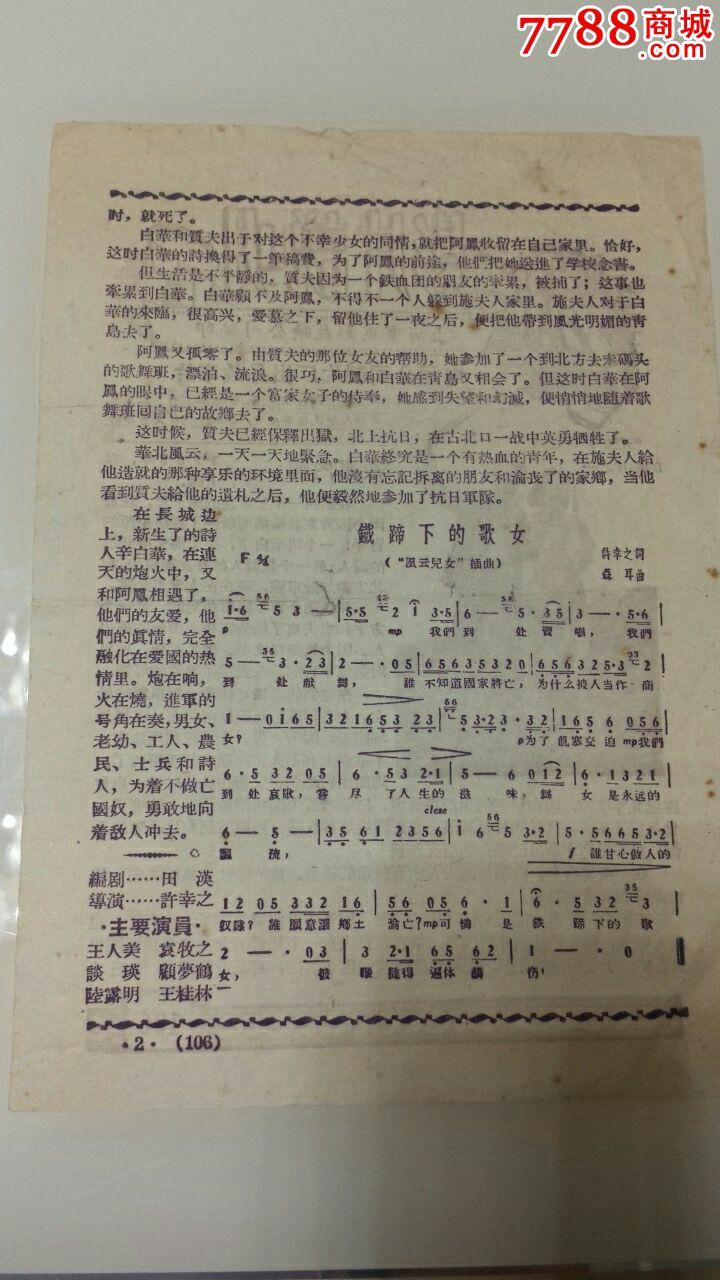 7788商城
.com
时，就死了。
白華和質夫出于对这个不幸少女的同情，就把阿鳳收留在自己家里。恰好，
这时白華的詩換得了一筆稿費，为了阿鳳的前途，他們把她送進了学校念書。
但生活是不平靜的，質夫因为一个鉄血团的朋友的牽累，被捕了；这事也
牽累到白華。白華顧不及阿鳳，不得不一个人躲到施夫人家里。施夫人对于白
華的來臨，很高兴，爱慕之下，留他住了一夜之后，便把他帶到風光明媚的靑
島去了。
阿鳳又孤零了。由質夫的那位女友的帮助，她参加了一个到北方去走碼头
的歌舞班，漂泊、流浪。很巧，阿鳳和白華在靑島又相会了。但这时白華在阿
鳳的眼中，已經是一个富家女子的侍奉，她感到失望和幻滅，便悄悄地随着歌
舞班回自己的故鄉去了。
这时候，質夫已經保釋出獄，北上抗日，在古北口一战中英勇牺牲了。
華北風云，一天一天地緊急。白華終究是一个有热血的青年，在施夫人給
他造就的那种享乐的环境里面，他沒有忘記拆离的朋友和淪丧了的家鄉，当他
看到質夫給他的遺札之后，他便毅然地参加了抗日軍隊。
在長城边
上，新生了的詩
人辛白華，在連
天的炮火中，又
和阿鳳相遇了，
他們的友爱，他
們的眞情，完全
融化在爱國的热
情里。炮在响，
火在燒，進軍的
号角在奏，男女、
老幼、工人、農
民、士兵和詩
人，为着不做亡
國奴，勇敢地向
着敌人冲去。
編剧……田　漢
導演……許幸之
·主要演員·
王人美　袁牧之
談　瑛　顧夢鶴
陸露明　王桂林
鐵蹄下的歌女
（“風云兒女”插曲）
F 2/4
許幸之詞
聶　耳曲
p mp 我們到 处賣 唱， 我們
到 处献 舞， 誰 不知道國家將亡， 为什么被人当作 商
女？ p为了 飢寒交 迫 mp我們
到处哀歌，嘗 尽 了人生的 滋 味，舞 女 是永远的
飄 流， f 誰甘心做人的
奴隸？誰 願意讓 鄉土 淪亡？mp可憐 是 鉄 蹄下的 歌
女， 被 鞭 撻得 遍体 鱗 伤！
·2·（106）